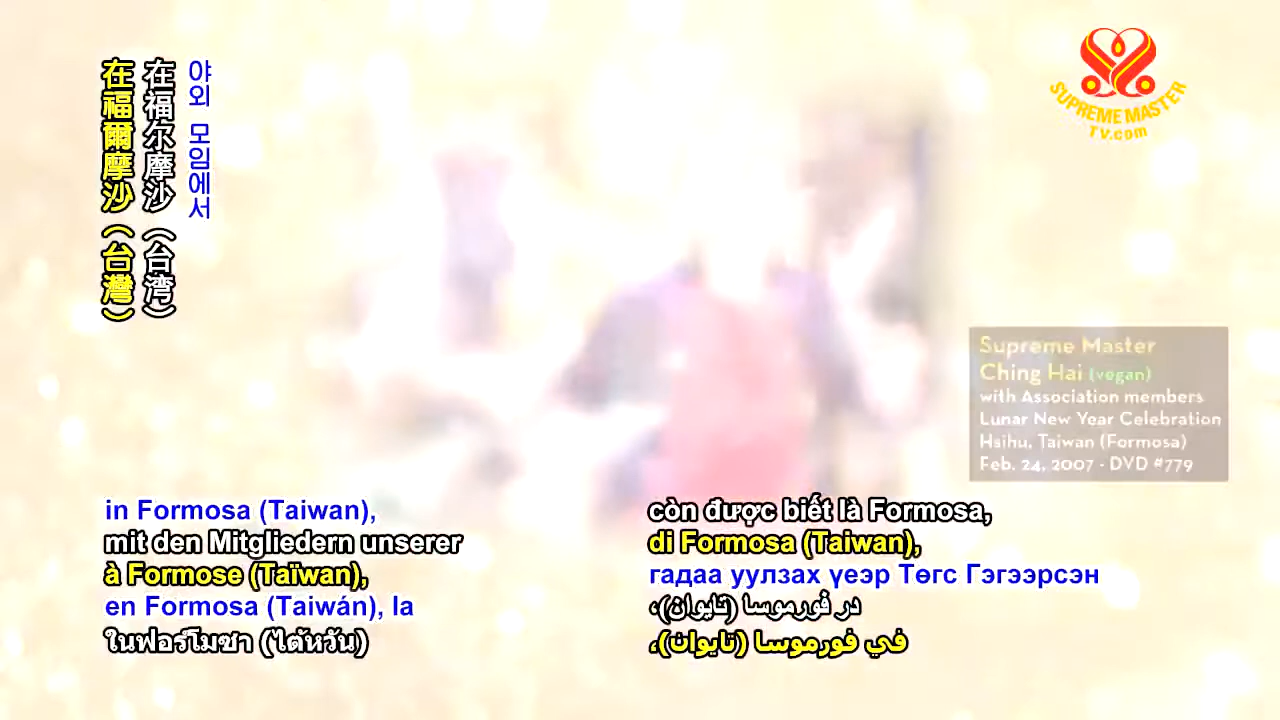 在福爾摩沙（台灣）
在福尔摩沙（台湾）
야외 모임에서
SUPREME MASTER
TV.com
Supreme Master
Ching Hai (vegan)
with Association members
Lunar New Year Celebration
Hsihu, Taiwan (Formosa)
Feb. 24, 2007 - DVD #779
in Formosa (Taiwan),
mit den Mitgliedern unserer
à Formose (Taïwan),
en Formosa (Taiwán), la
ในฟอร์โมซา (ไต้หวัน)
còn được biết là Formosa,
di Formosa (Taiwan),
гадаа уулзах үеэр Төгс Гэгээрсэн
در فورموسا (تایوان)،
في فورموسا (تايوان)،